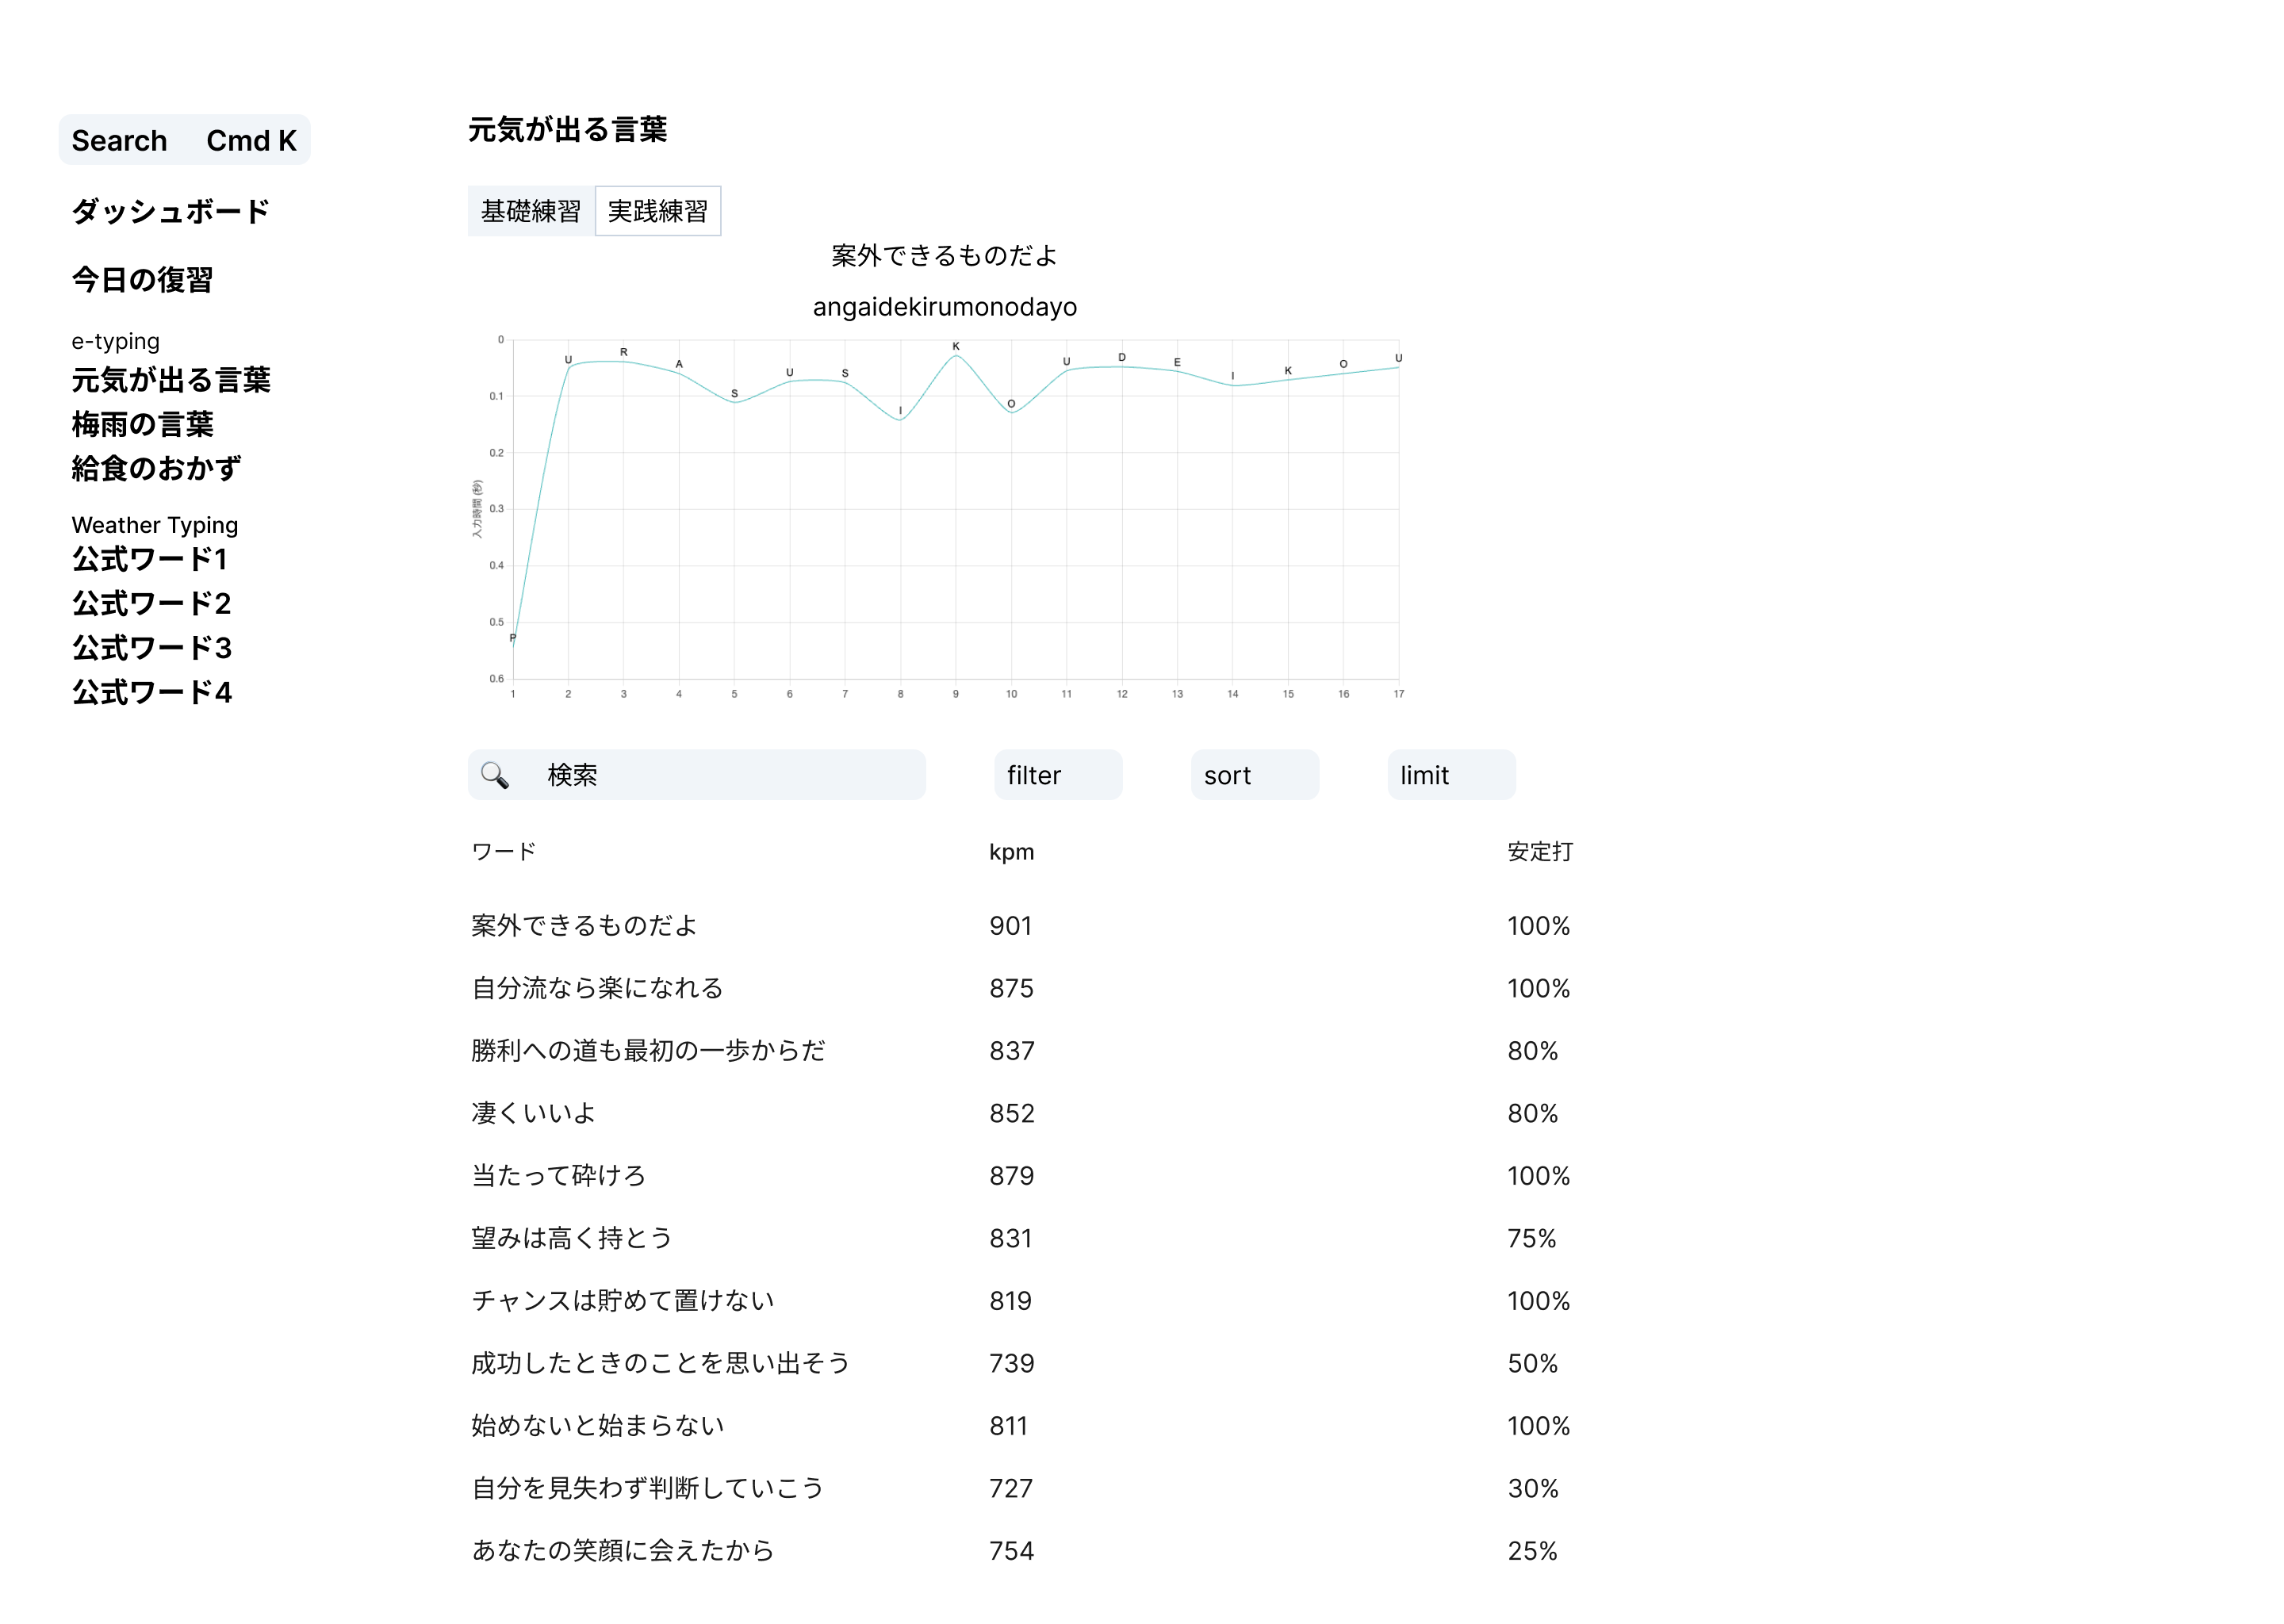 Search Cmd K
ダッシュボード
今日の復習
e-typing
元気が出る言葉
梅雨の言葉
給食のおかず
Weather Typing
公式ワード1
公式ワード2
公式ワード3
公式ワード4
元気が出る言葉
基礎練習 実践練習
案外できるものだよ
angaidekirumonodayo
入力時間 (秒)
0
0.1
0.2
0.3
0.4
0.5
0.6
P U R A S U S I K O U D E I K O U
1 2 3 4 5 6 7 8 9 10 11 12 13 14 15 16 17
検索 filter sort limit
ワード kpm 安定打
案外できるものだよ 901 100%
自分流なら楽になれる 875 100%
勝利への道も最初の一歩からだ 837 80%
凄くいいよ 852 80%
当たって砕けろ 879 100%
望みは高く持とう 831 75%
チャンスは貯めて置けない 819 100%
成功したときのことを思い出そう 739 50%
始めないと始まらない 811 100%
自分を見失わず判断していこう 727 30%
あなたの笑顔に会えたから 754 25%